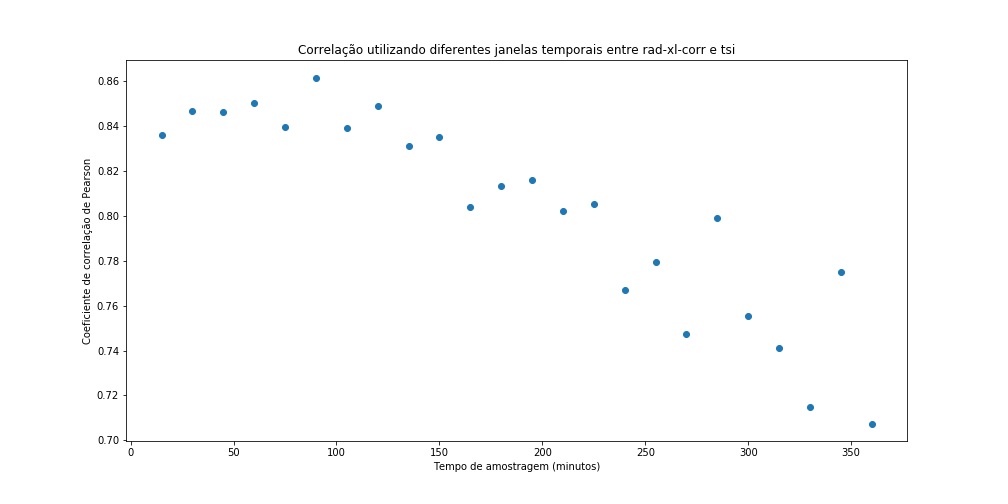 Correlação utilizando diferentes janelas temporais entre rad-xl-corr e tsi
Coeficiente de correlação de Pearson
0.86
0.84
0.82
0.80
0.78
0.76
0.74
0.72
0.70
0 50 100 150 200 250 300 350
Tempo de amostragem (minutos)